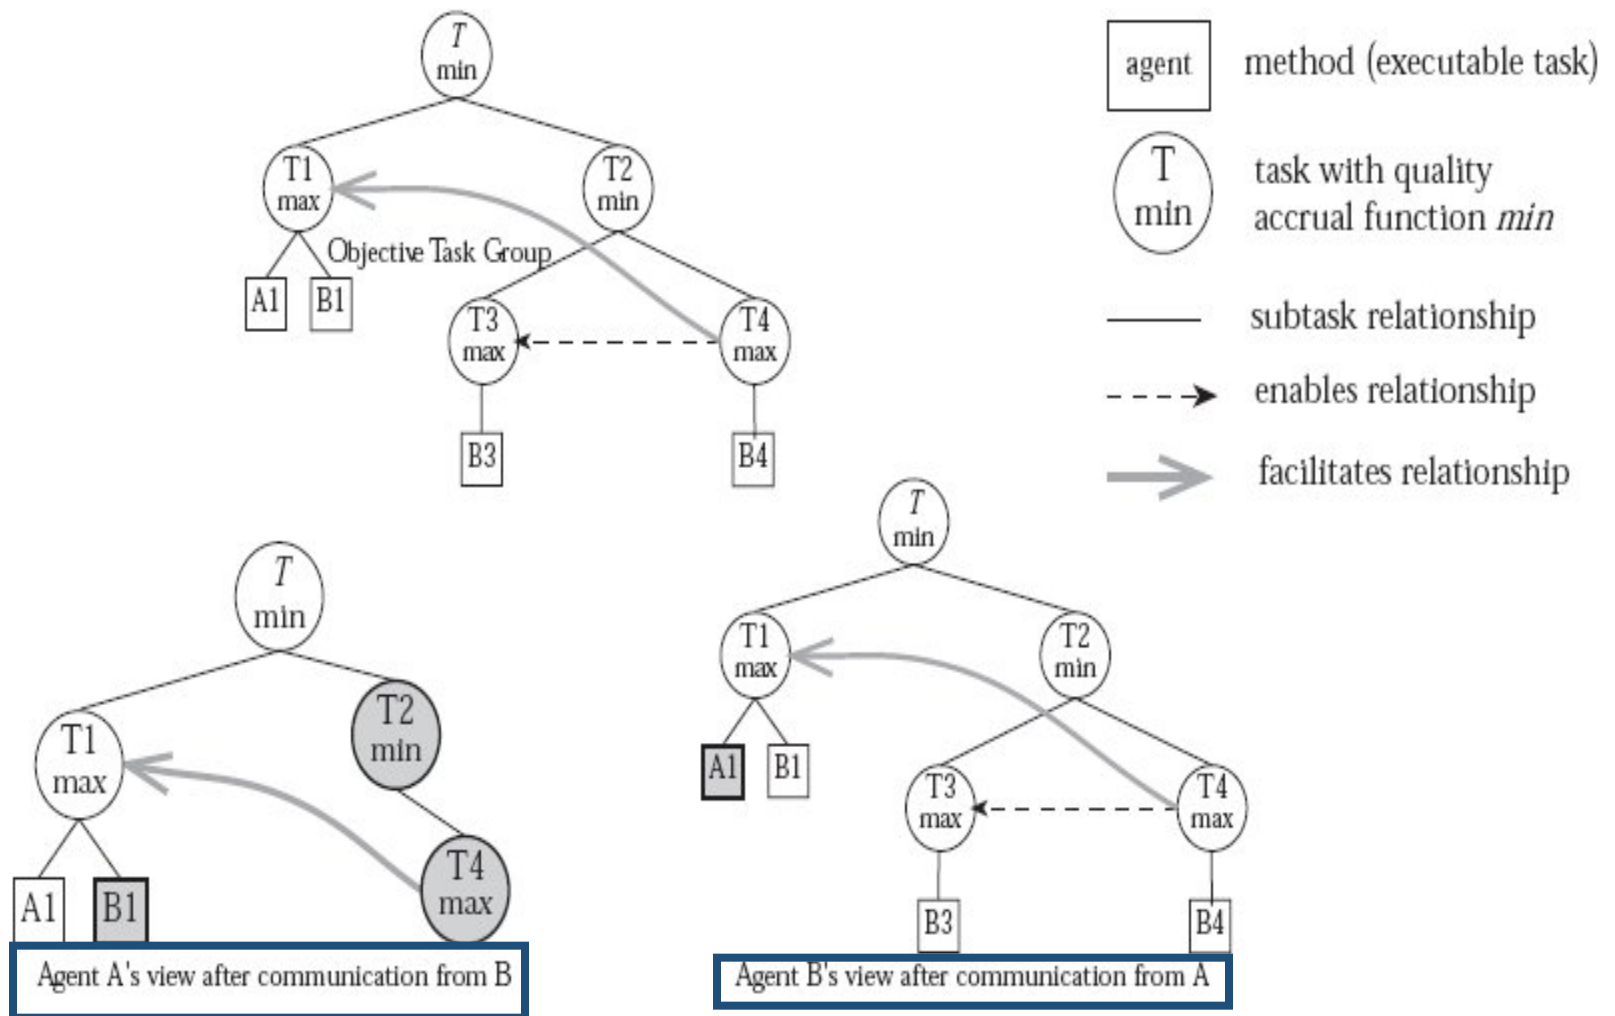 T
min
T1
max
T2
min
Objective Task Group
A1
B1
T3
max
T4
max
B3
B4
agent
method (executable task)
T
min
task with quality
accrual function min
subtask relationship
enables relationship
facilitates relationship
T
min
T1
max
T2
min
A1
B1
T4
max
Agent A's view after communication from B
T
min
T1
max
T2
min
A1
B1
T3
max
T4
max
B3
B4
Agent B's view after communication from A